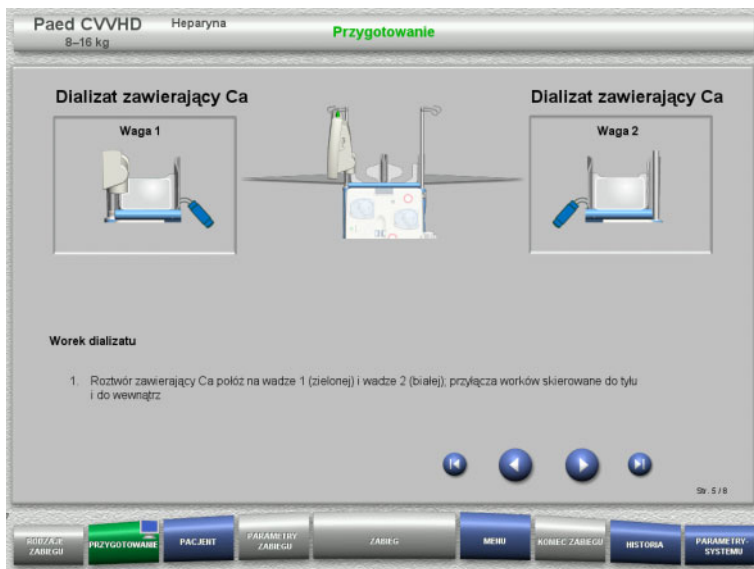 Paed CVVHD Heparyna
8–16 kg
Przygotowanie
Dializat zawierający Ca
Dializat zawierający Ca
Waga 1
Waga 2
Worek dializatu
1. Roztwór zawierający Ca połóż na wadze 1 (zielonej) i wadze 2 (białej); przyłącza worków skierowane do tyłu
i do wewnątrz
Str. 5 / 8
RODZAJE
ZABIEGU
PRZYGOTOWANIE
PACJENT
PARAMETRY
ZABIEGU
ZABIEG
MENU
KONIEC ZABIEGU
HISTORIA
PARAMETRY-
SYSTEMU